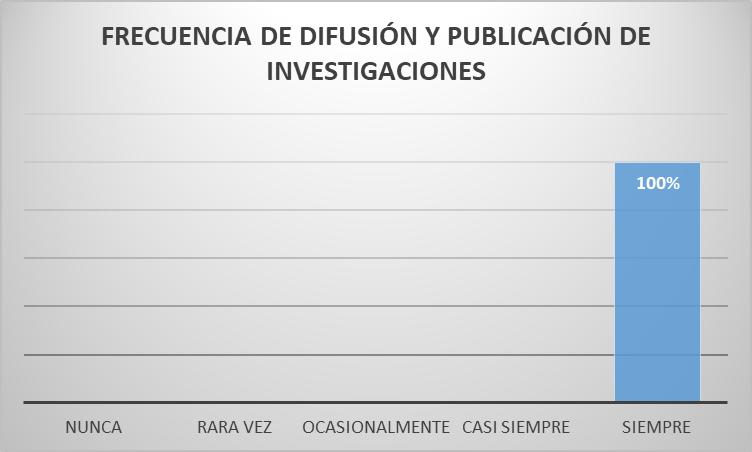 FRECUENCIA DE DIFUSIÓN Y PUBLICACIÓN DE
INVESTIGACIONES
100%
NUNCA RARA VEZ OCASIONALMENTE CASI SIEMPRE SIEMPRE